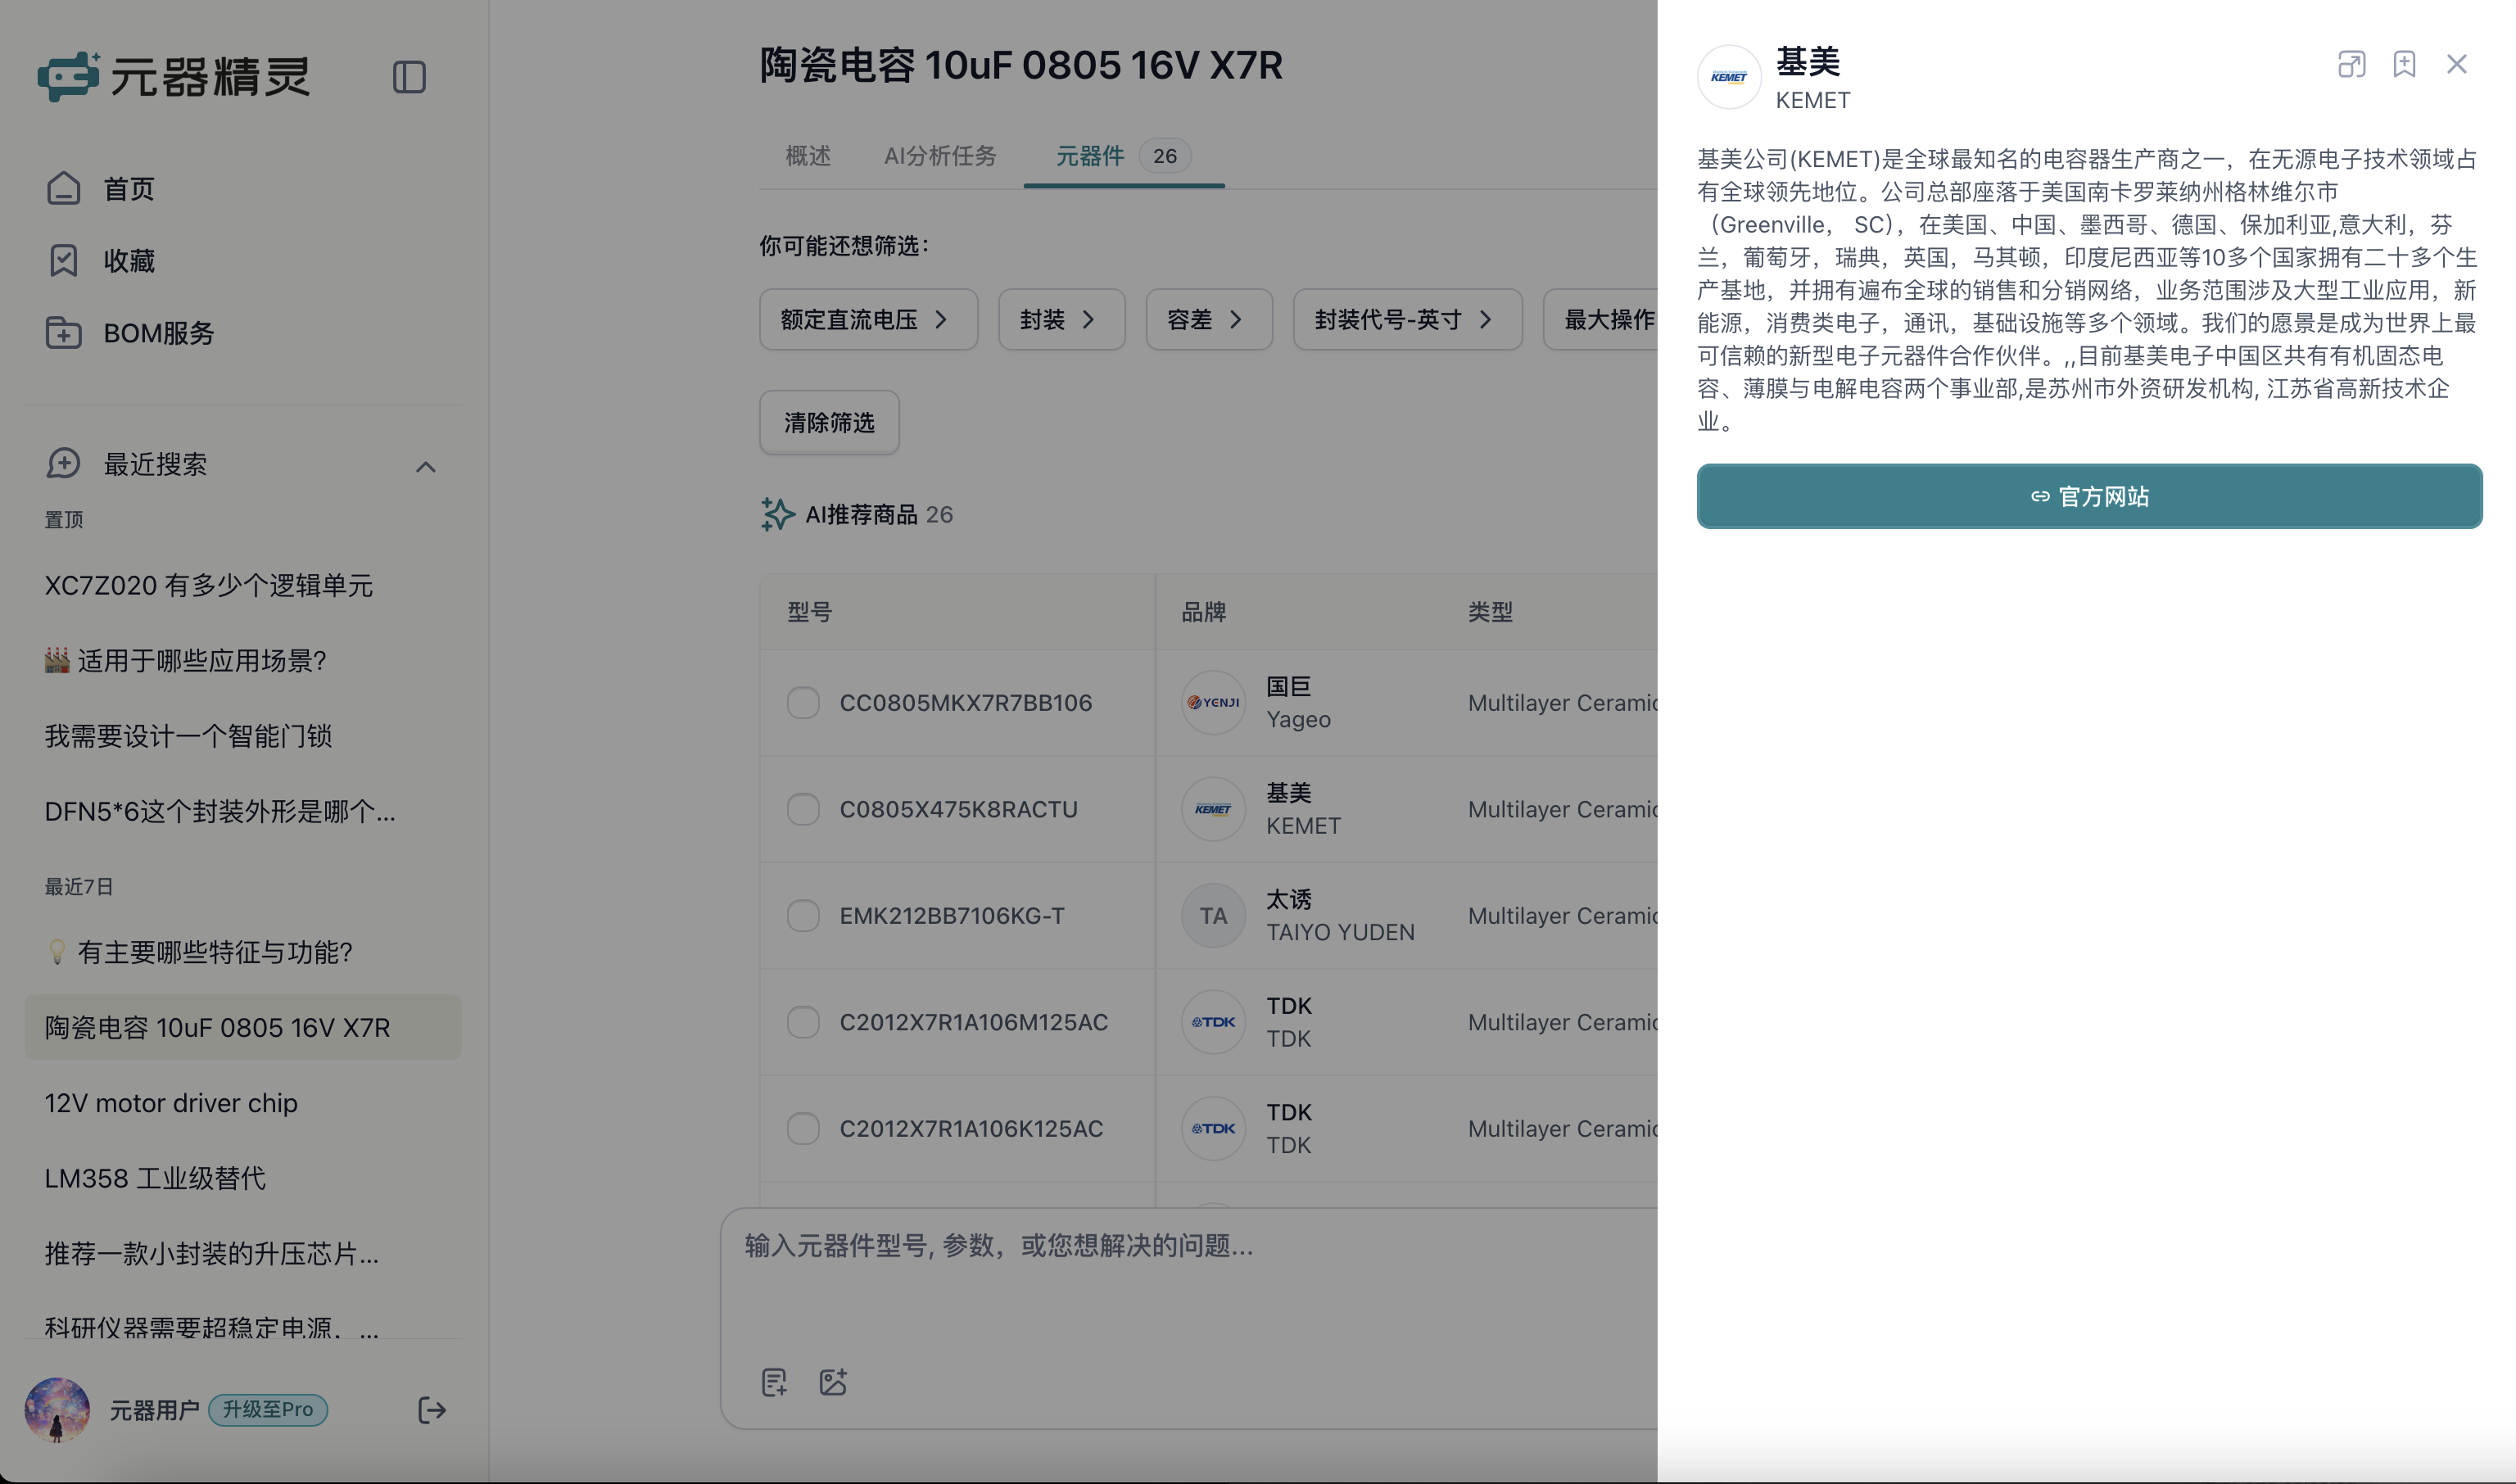 元器精灵
首页
收藏
BOM服务
最近搜索
置顶
XC7Z020 有多少个逻辑单元
适用于哪些应用场景?
我需要设计一个智能门锁
DFN5*6这个封装外形是哪个...
最近7日
有主要哪些特征与功能?
陶瓷电容 10uF 0805 16V X7R
12V motor driver chip
LM358 工业级替代
推荐一款小封装的升压芯片...
科研仪器需要超稳定电源，...
元器用户 升级至Pro
陶瓷电容 10uF 0805 16V X7R
概述 AI分析任务 元器件 26
你可能还想筛选:
额定直流电压 封装 容差 封装代号-英寸 最大操作
清除筛选
AI推荐商品 26
型号 品牌 类型
CC0805MKX7R7BB106 YENJI 国巨 Yageo Multilayer Ceramic
C0805X475K8RACTU KEMET 基美 KEMET Multilayer Ceramic
EMK212BB7106KG-T TA 太诱 TAIYO YUDEN Multilayer Ceramic
C2012X7R1A106M125AC TDK TDK TDK Multilayer Ceramic
C2012X7R1A106K125AC TDK TDK TDK Multilayer Ceramic
输入元器件型号, 参数，或您想解决的问题...
KEMET
基美
KEMET
基美公司(KEMET)是全球最知名的电容器生产商之一，在无源电子技术领域占
有全球领先地位。公司总部座落于美国南卡罗莱纳州格林维尔市
（Greenville， SC），在美国、中国、墨西哥、德国、保加利亚,意大利，芬
兰，葡萄牙，瑞典，英国，马其顿，印度尼西亚等10多个国家拥有二十多个生
产基地，并拥有遍布全球的销售和分销网络，业务范围涉及大型工业应用，新
能源，消费类电子，通讯，基础设施等多个领域。我们的愿景是成为世界上最
可信赖的新型电子元器件合作伙伴。,,目前基美电子中国区共有有机固态电
容、薄膜与电解电容两个事业部,是苏州市外资研发机构, 江苏省高新技术企
业。
官方网站